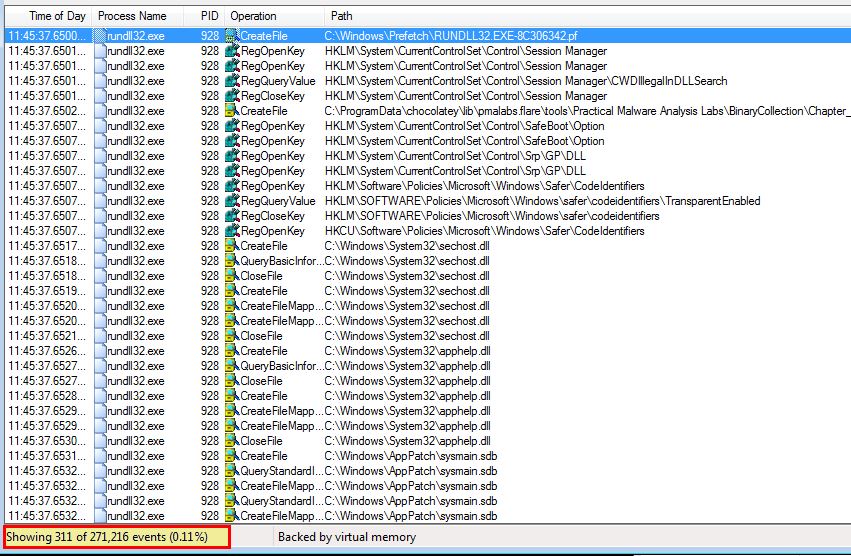 Time of Day Process Name PID Operation Path
11:45:37.6500... rundll32.exe 928 CreateFile C:\Windows\Prefetch\RUNDLL32.EXE-8C306342.pf
11:45:37.6501... rundll32.exe 928 RegOpenKey HKLM\System\CurrentControlSet\Control\Session Manager
11:45:37.6501... rundll32.exe 928 RegOpenKey HKLM\System\CurrentControlSet\Control\Session Manager
11:45:37.6501... rundll32.exe 928 RegQueryValue HKLM\System\CurrentControlSet\Control\Session Manager\CWDIllegalInDLLSearch
11:45:37.6501... rundll32.exe 928 RegCloseKey HKLM\System\CurrentControlSet\Control\Session Manager
11:45:37.6502... rundll32.exe 928 CreateFile C:\ProgramData\chocolatey\lib\pmalabs.flare\tools\Practical Malware Analysis Labs\BinaryCollection\Chapter_
11:45:37.6507... rundll32.exe 928 RegOpenKey HKLM\System\CurrentControlSet\Control\SafeBoot\Option
11:45:37.6507... rundll32.exe 928 RegOpenKey HKLM\System\CurrentControlSet\Control\SafeBoot\Option
11:45:37.6507... rundll32.exe 928 RegOpenKey HKLM\System\CurrentControlSet\Control\Srp\GP\DLL
11:45:37.6507... rundll32.exe 928 RegOpenKey HKLM\System\CurrentControlSet\Control\Srp\GP\DLL
11:45:37.6507... rundll32.exe 928 RegOpenKey HKLM\Software\Policies\Microsoft\Windows\Safer\CodeIdentifiers
11:45:37.6507... rundll32.exe 928 RegQueryValue HKLM\SOFTWARE\Policies\Microsoft\Windows\safer\codeidentifiers\TransparentEnabled
11:45:37.6507... rundll32.exe 928 RegCloseKey HKLM\SOFTWARE\Policies\Microsoft\Windows\safer\codeidentifiers
11:45:37.6507... rundll32.exe 928 RegOpenKey HKCU\Software\Policies\Microsoft\Windows\Safer\CodeIdentifiers
11:45:37.6517... rundll32.exe 928 CreateFile C:\Windows\System32\sechost.dll
11:45:37.6518... rundll32.exe 928 QueryBasicInfor... C:\Windows\System32\sechost.dll
11:45:37.6518... rundll32.exe 928 CloseFile C:\Windows\System32\sechost.dll
11:45:37.6519... rundll32.exe 928 CreateFile C:\Windows\System32\sechost.dll
11:45:37.6520... rundll32.exe 928 CreateFileMapp... C:\Windows\System32\sechost.dll
11:45:37.6520... rundll32.exe 928 CreateFileMapp... C:\Windows\System32\sechost.dll
11:45:37.6521... rundll32.exe 928 CloseFile C:\Windows\System32\sechost.dll
11:45:37.6526... rundll32.exe 928 CreateFile C:\Windows\System32\apphelp.dll
11:45:37.6527... rundll32.exe 928 QueryBasicInfor... C:\Windows\System32\apphelp.dll
11:45:37.6527... rundll32.exe 928 CloseFile C:\Windows\System32\apphelp.dll
11:45:37.6528... rundll32.exe 928 CreateFile C:\Windows\System32\apphelp.dll
11:45:37.6529... rundll32.exe 928 CreateFileMapp... C:\Windows\System32\apphelp.dll
11:45:37.6529... rundll32.exe 928 CreateFileMapp... C:\Windows\System32\apphelp.dll
11:45:37.6530... rundll32.exe 928 CloseFile C:\Windows\System32\apphelp.dll
11:45:37.6531... rundll32.exe 928 CreateFile C:\Windows\AppPatch\sysmain.sdb
11:45:37.6532... rundll32.exe 928 QueryStandardI... C:\Windows\AppPatch\sysmain.sdb
11:45:37.6532... rundll32.exe 928 CreateFileMapp... C:\Windows\AppPatch\sysmain.sdb
11:45:37.6532... rundll32.exe 928 QueryStandardI... C:\Windows\AppPatch\sysmain.sdb
11:45:37.6532... rundll32.exe 928 CreateFileMapp... C:\Windows\AppPatch\sysmain.sdb
Showing 311 of 271,216 events (0.11%) Backed by virtual memory